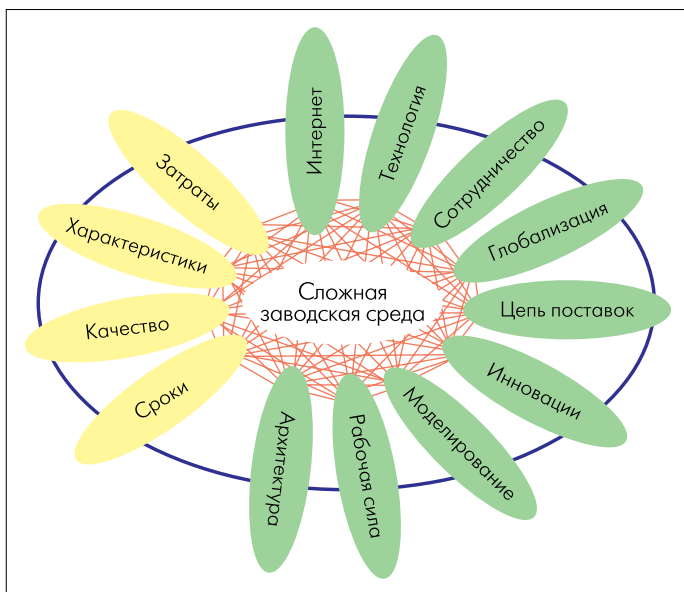 Интернет
Технология
Сотрудничество
Глобализация
Цепь поставок
Инновации
Моделирование
Рабочая сила
Архитектура
Сроки
Качество
Характеристики
Затраты
Сложная
заводская среда